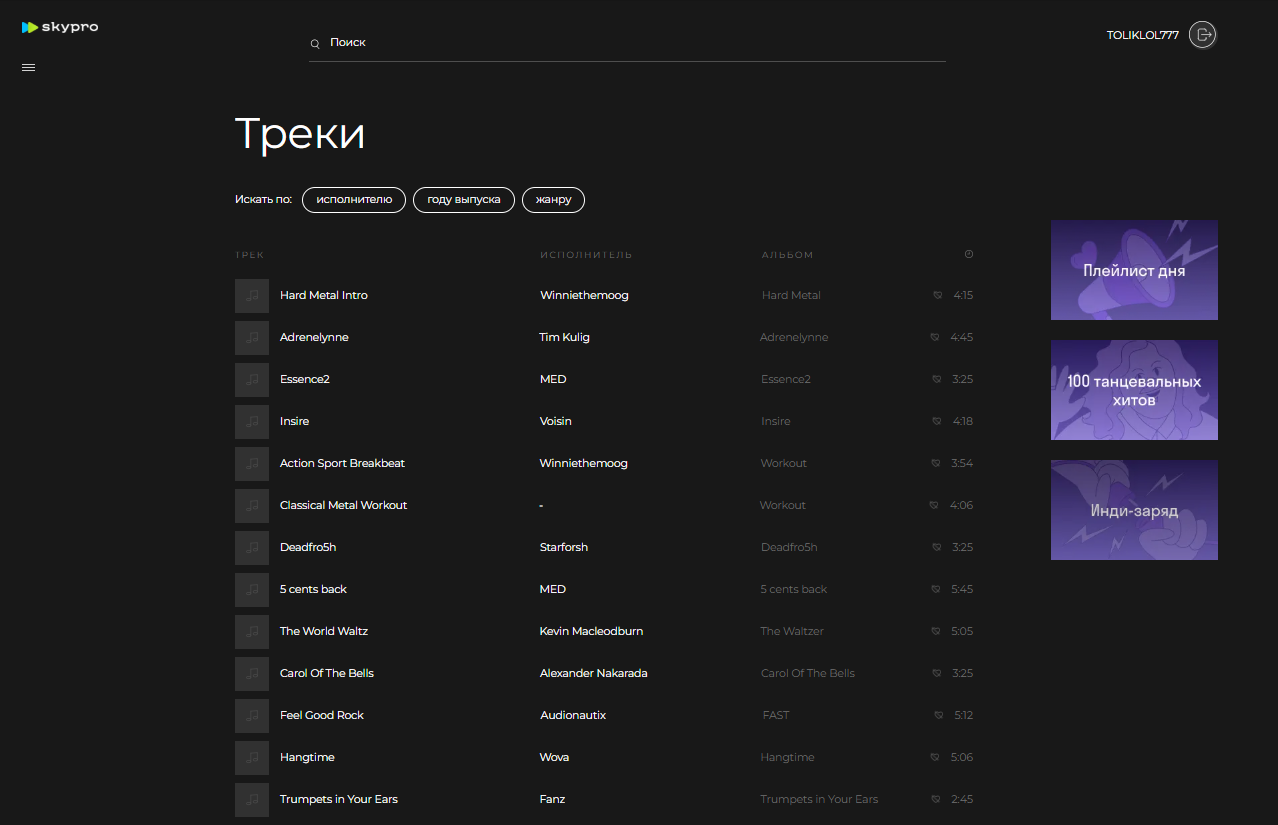 skypro
Поиск
TOLIKLOL777
Треки
Искать по: исполнителю году выпуска жанру
ТРЕК ИСПОЛНИТЕЛЬ АЛЬБОМ
Hard Metal Intro Winniethemoog Hard Metal 4:15
Adrenelynne Tim Kulig Adrenelynne 4:45
Essence2 MED Essence2 3:25
Insire Voisin Insire 4:18
Action Sport Breakbeat Winniethemoog Workout 3:54
Classical Metal Workout - Workout 4:06
Deadfro5h Starforsh Deadfro5h 3:25
5 cents back MED 5 cents back 5:45
The World Waltz Kevin Macleodburn The Waltzer 5:05
Carol Of The Bells Alexander Nakarada Carol Of The Bells 3:25
Feel Good Rock Audionautix FAST 5:12
Hangtime Wova Hangtime 5:06
Trumpets in Your Ears Fanz Trumpets in Your Ears 2:45
Плейлист дня
100 танцевальных
хитов
Инди-заряд